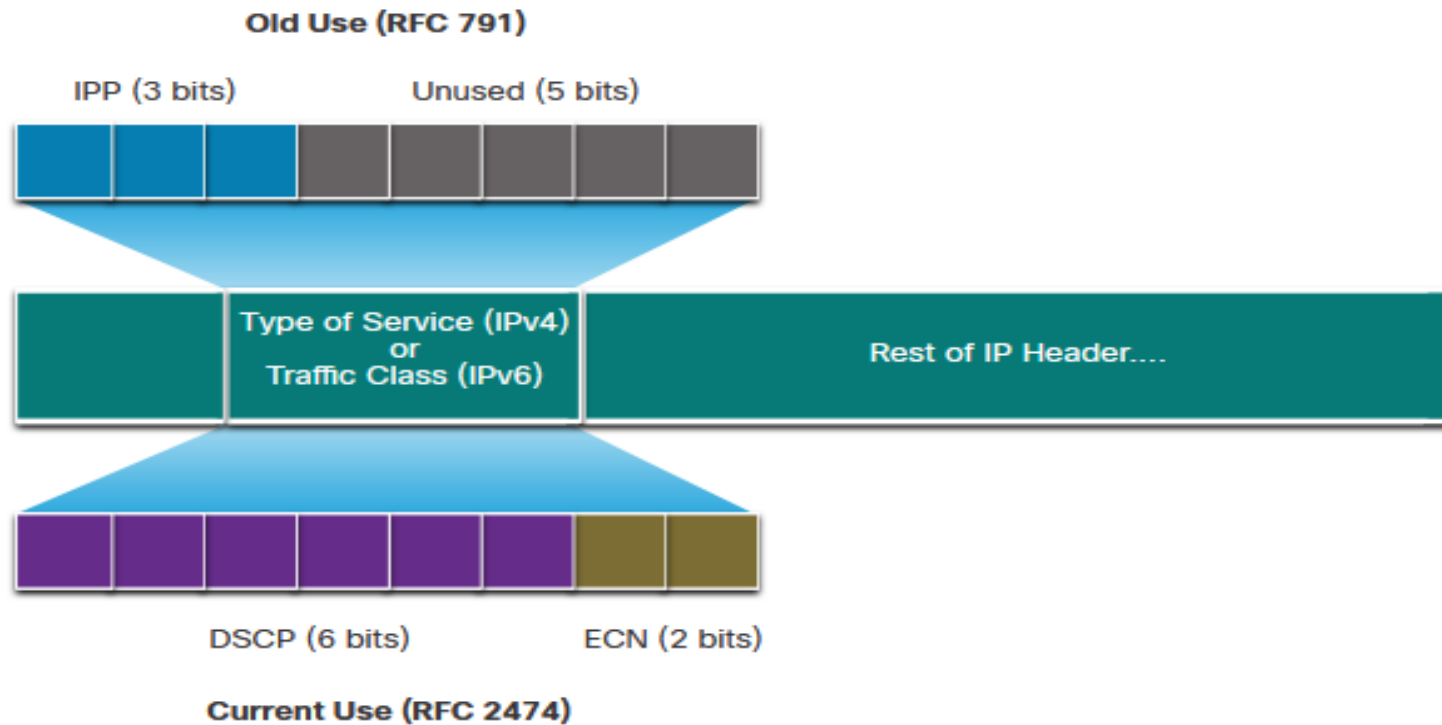 Old Use (RFC 791)
IPP (3 bits) Unused (5 bits)
Type of Service (IPv4)
or
Traffic Class (IPv6)
Rest of IP Header....
DSCP (6 bits) ECN (2 bits)
Current Use (RFC 2474)